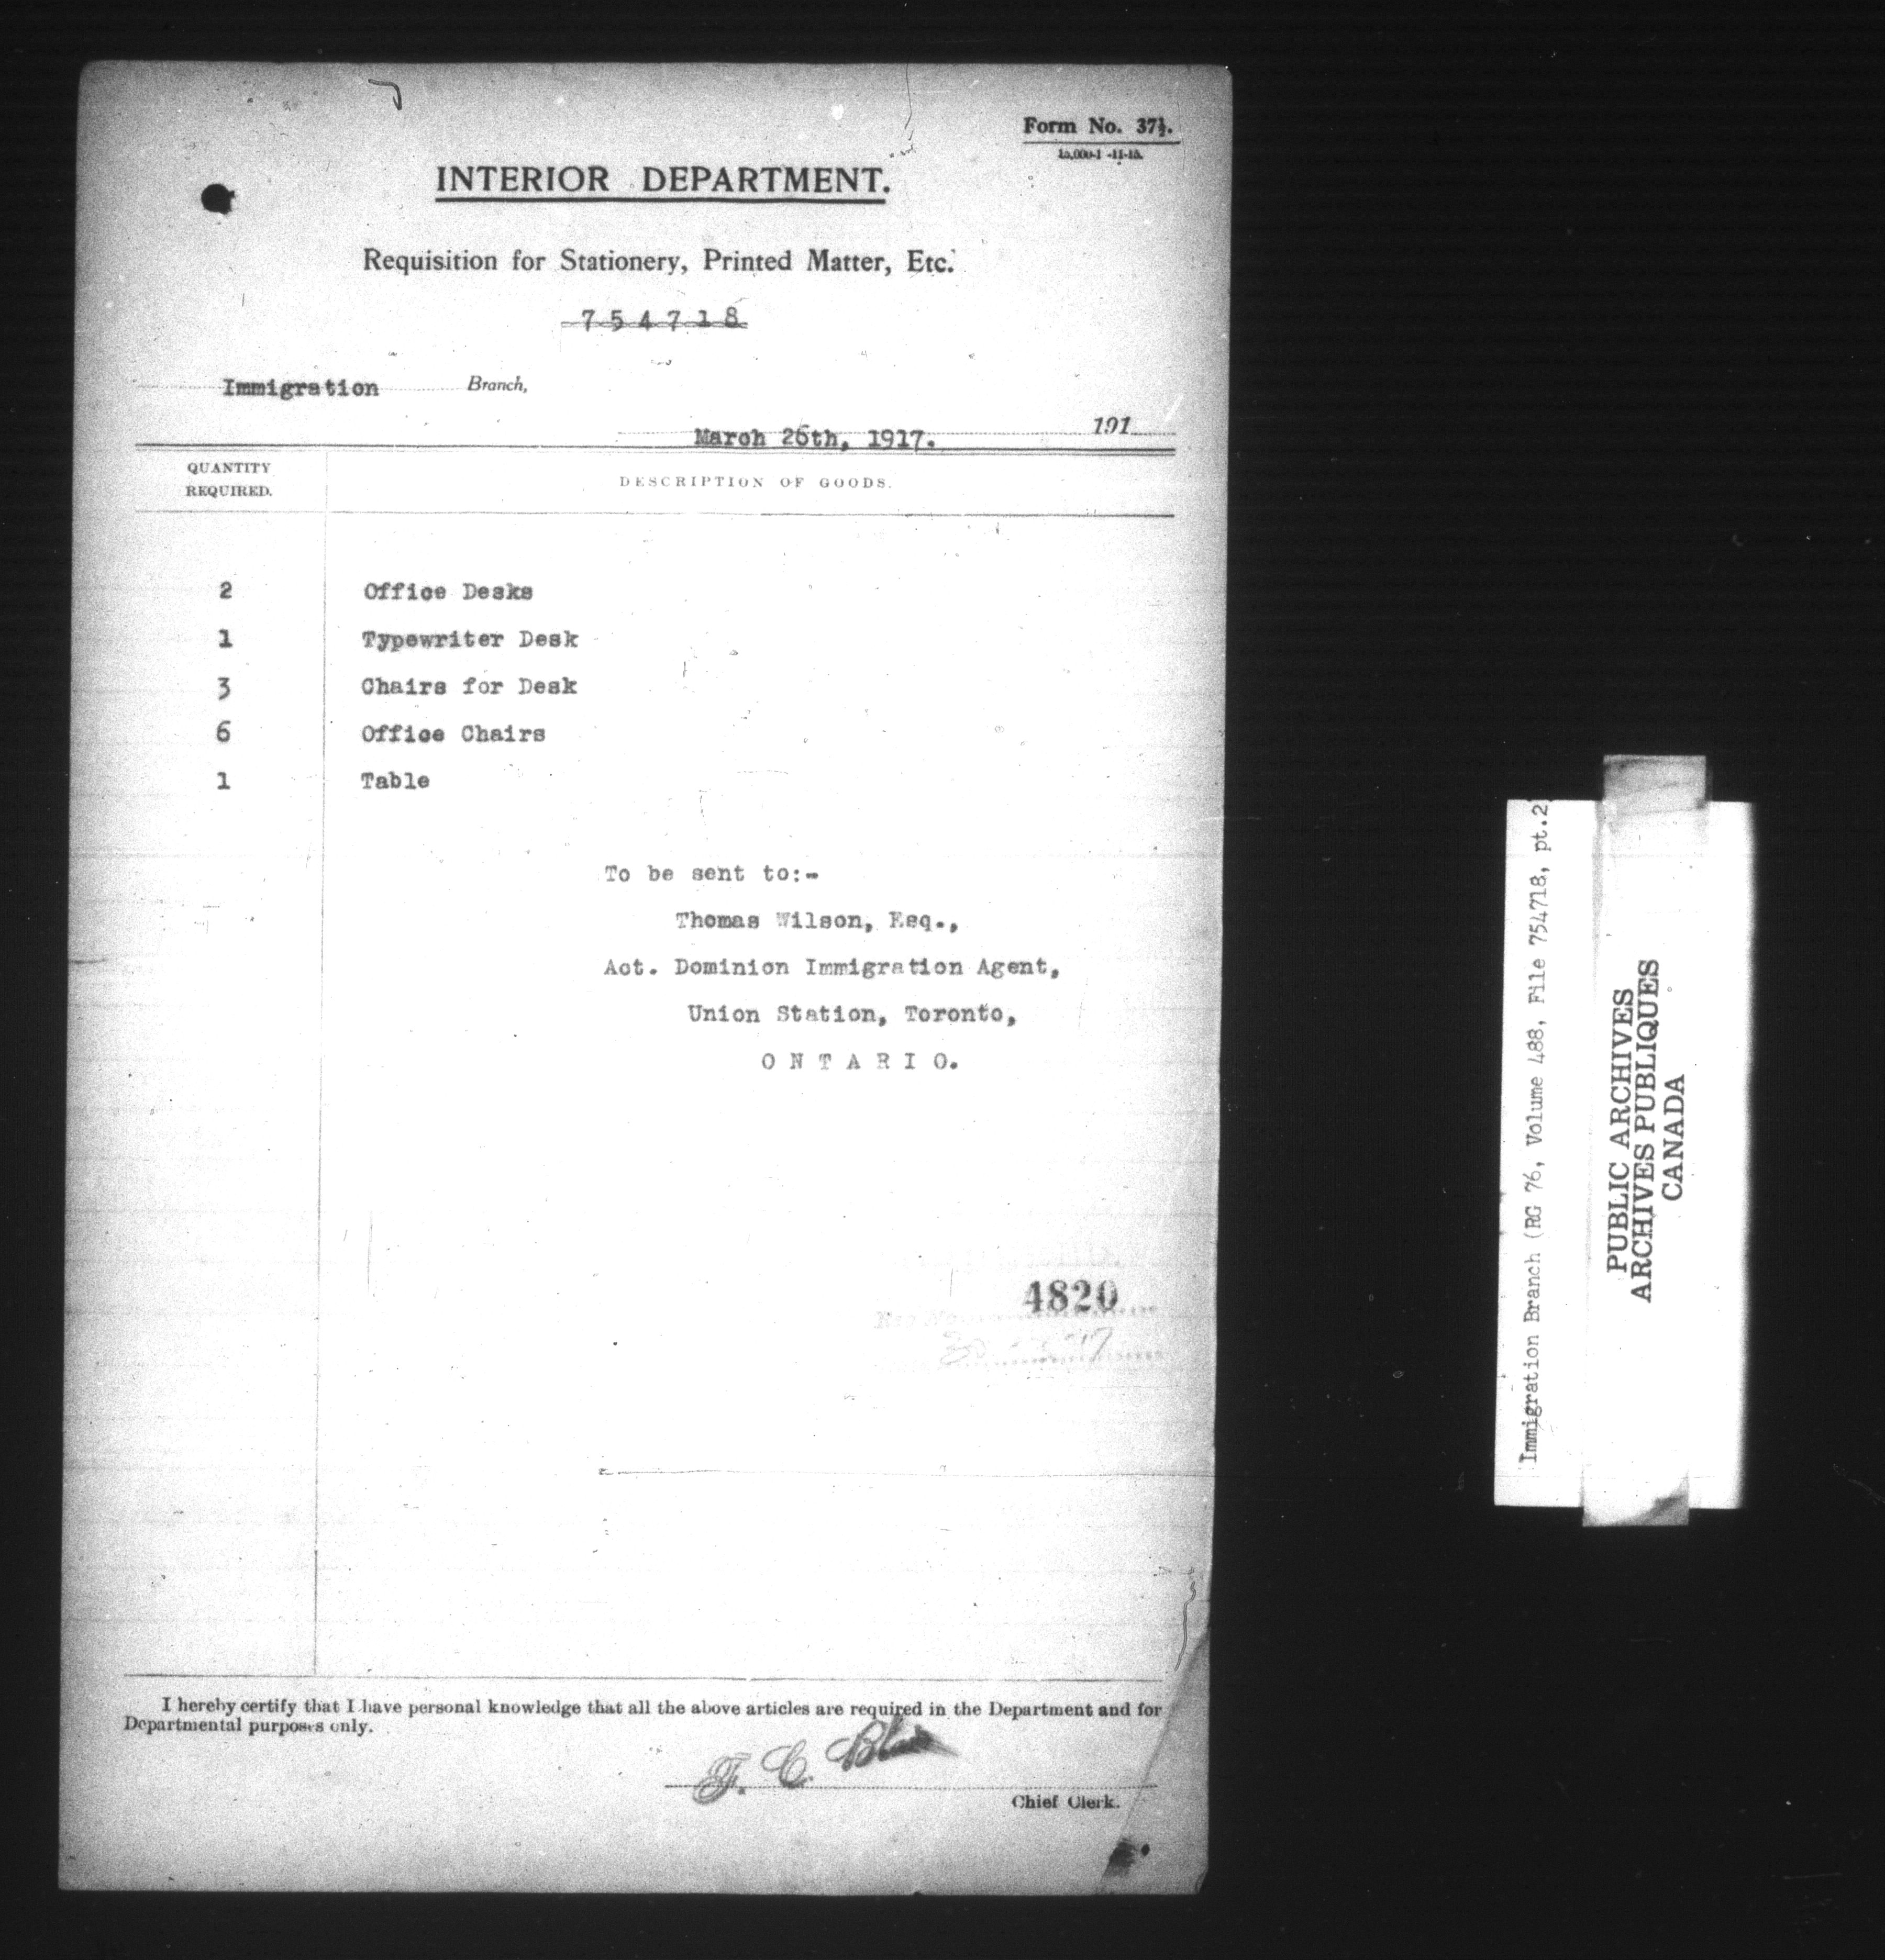 Form No. 37½.
INTERIOR DEPARTMENT.
Requisition for Stationery, Printed Matter, Etc.
754718
Immigration Branch,
March 26th, 1917. 191
QUANTITY
REQUIRED.
DESCRIPTION OF GOODS.
2 Office Desks
1 Typewriter Desk
3 Chairs for Desk
6 Office Chairs
1 Table
To be sent to:-
Thomas Wilson, Esq.,
Act. Dominion Immigration Agent,
Union Station, Toronto,
ONTARIO.
4820
I hereby certify that I have personal knowledge that all the above articles are required in the Department and for
Departmental purposes only.
F. C. Blair
Chief Clerk.
Immigration Branch (RG 76, Volume 488, File 754718, pt.2
PUBLIC ARCHIVES
ARCHIVES PUBLIQUES
CANADA